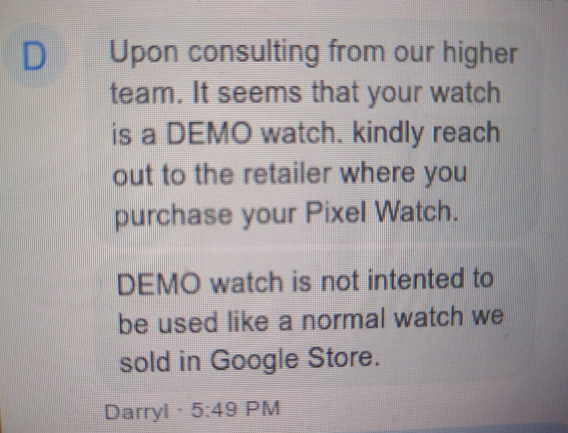 D
Upon consulting from our higher
team. It seems that your watch
is a DEMO watch. kindly reach
out to the retailer where you
purchase your Pixel Watch.
DEMO watch is not intented to
be used like a normal watch we
sold in Google Store.
Darryl · 5:49 PM